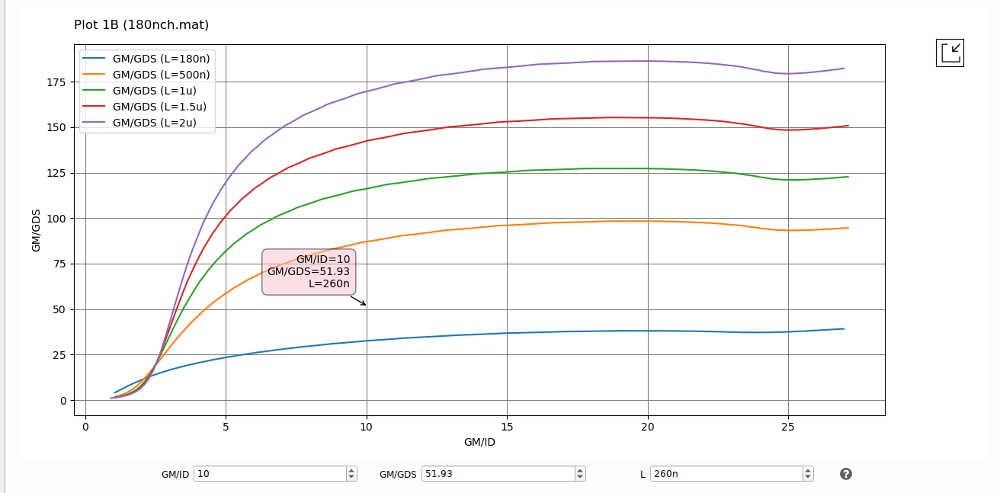 Plot 1B (180nch.mat)
GM/GDS (L=180n)
GM/GDS (L=500n)
GM/GDS (L=1u)
GM/GDS (L=1.5u)
GM/GDS (L=2u)
175
150
125
100
75
50
25
0
GM/GDS
GM/ID=10
GM/GDS=51.93
L=260n
0 5 10 15 20 25
GM/ID
GM/ID 10 GM/GDS 51.93 L 260n ?